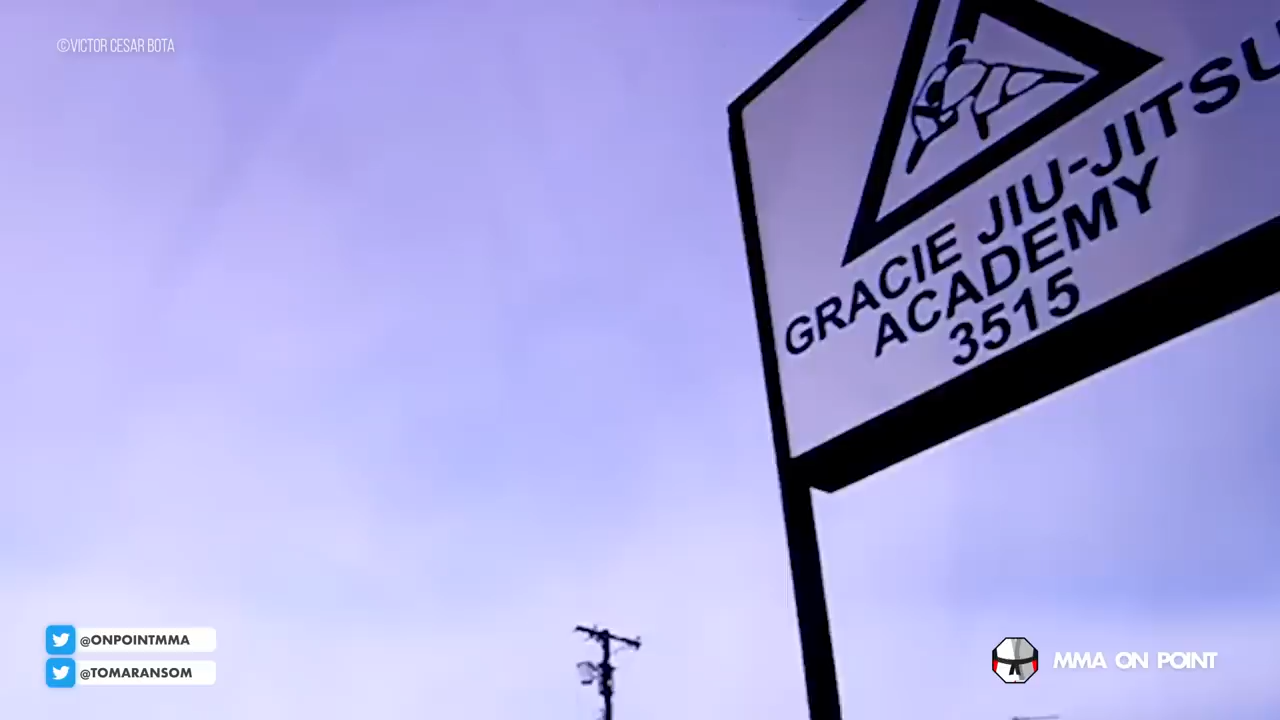 ©VICTOR CESAR BOTA
GRACIE JIU-JITSU
ACADEMY
3515
@ONPOINTMMA
@TOMARANSOM
MMA ON POINT